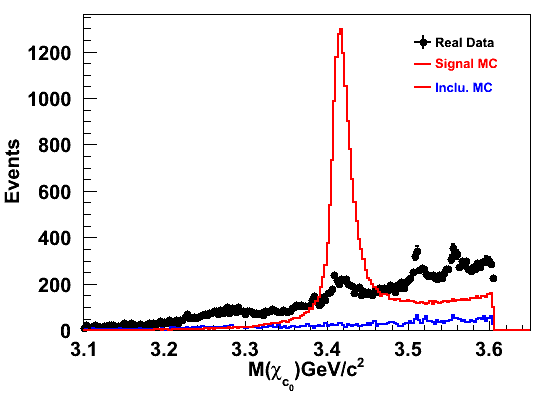 Events
1200
1000
800
600
400
200
0
Real Data
Signal MC
Inclu. MC
3.1 3.2 3.3 3.4 3.5 3.6
M(χc0)GeV/c2